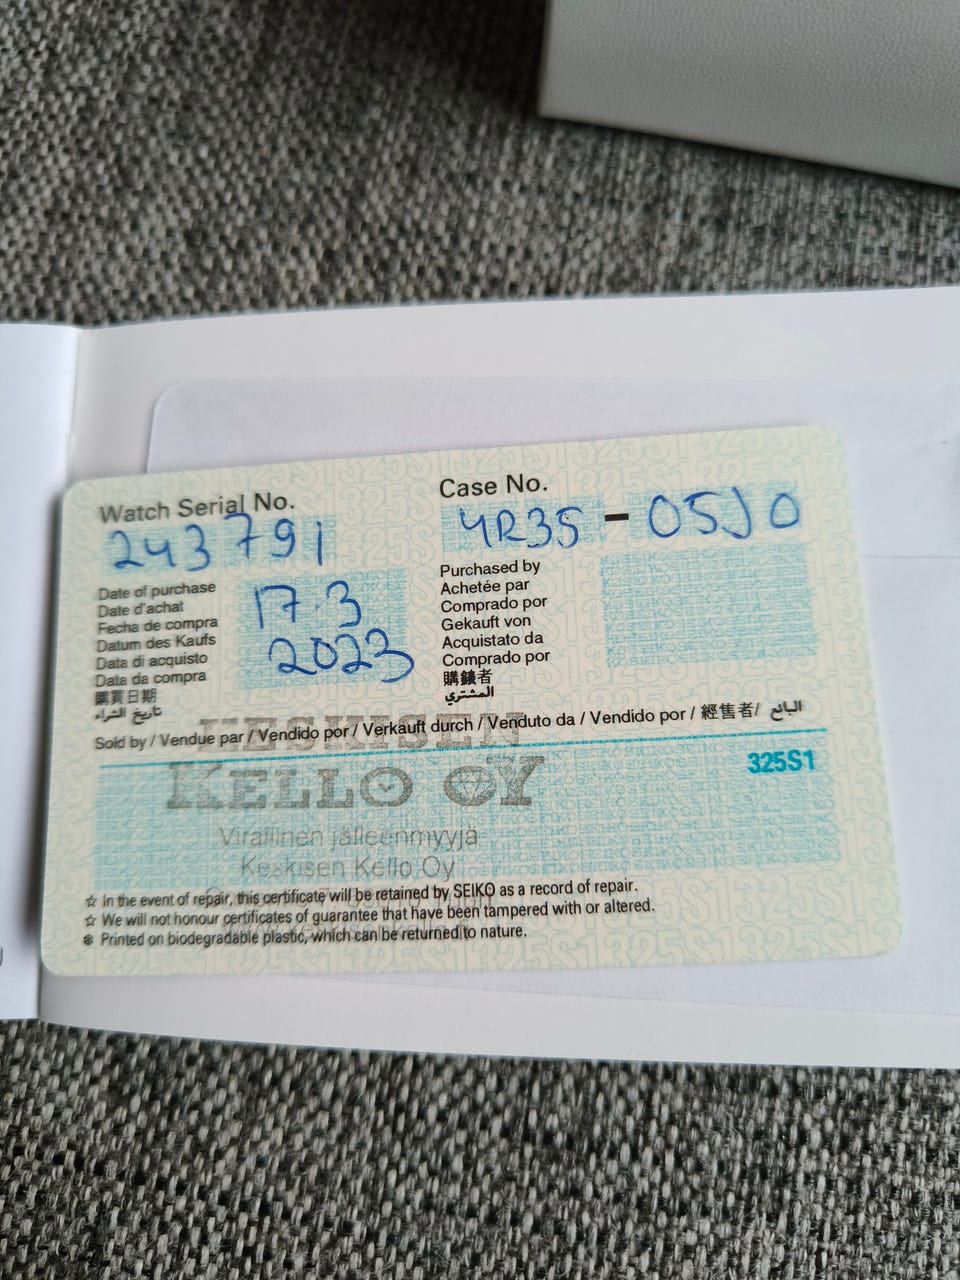 Watch Serial No.
243791
Case No.
4R35 - 05J0
Date of purchase
Date d'achat
Fecha de compra
Datum des Kaufs
Data di acquisto
Data da compra
購買日期
تاريخ الشراء
17.3
2023
Purchased by
Achetée par
Comprado por
Gekauft von
Acquistato da
Comprado por
購錶者
المشتري
Sold by / Vendue par / Vendido por / Verkauft durch / Venduto da / Vendido por / 經售者/ البائع
KESKISEN
KELLO OY
325S1
Virallinen jälleenmyyjä
Keskisen Kello Oy
☆ In the event of repair, this certificate will be retained by SEIKO as a record of repair.
☆ We will not honour certificates of guarantee that have been tampered with or altered.
❄ Printed on biodegradable plastic, which can be returned to nature.